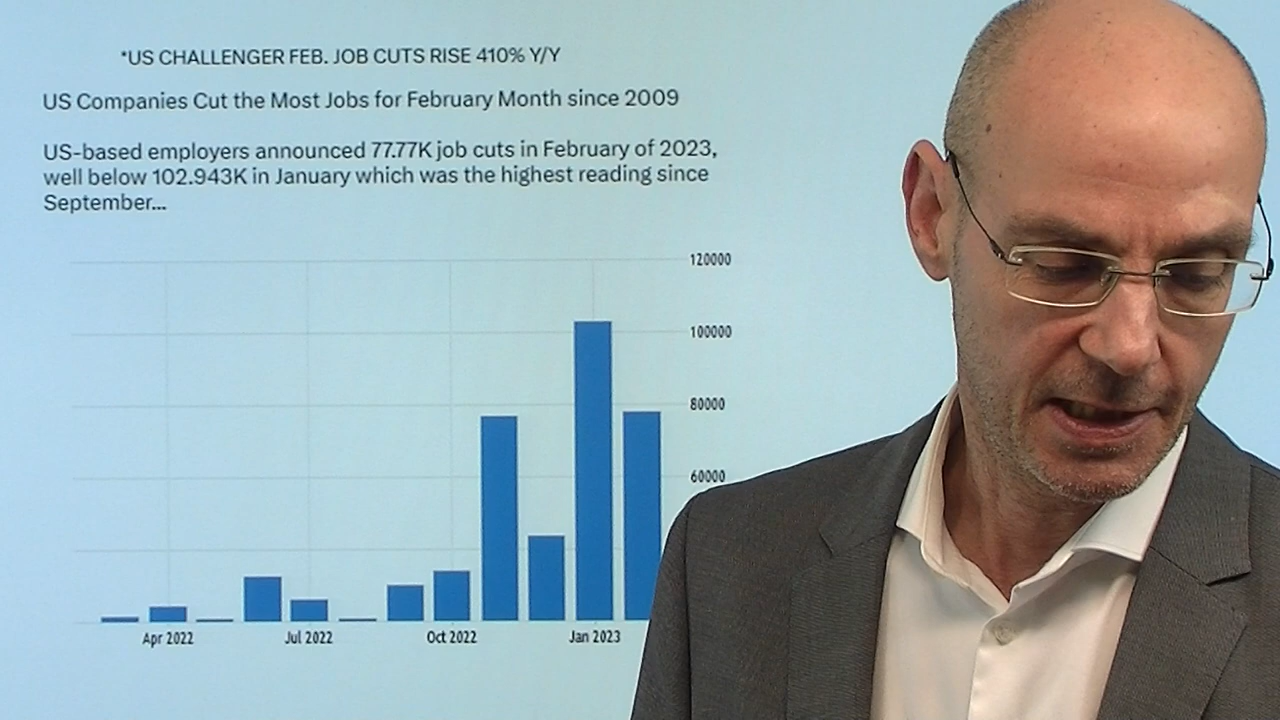 *US CHALLENGER FEB. JOB CUTS RISE 410% Y/Y
US Companies Cut the Most Jobs for February Month since 2009
US-based employers announced 77.77K job cuts in February of 2023,
well below 102.943K in January which was the highest reading since
September...
120000
100000
80000
60000
Apr 2022
Jul 2022
Oct 2022
Jan 2023